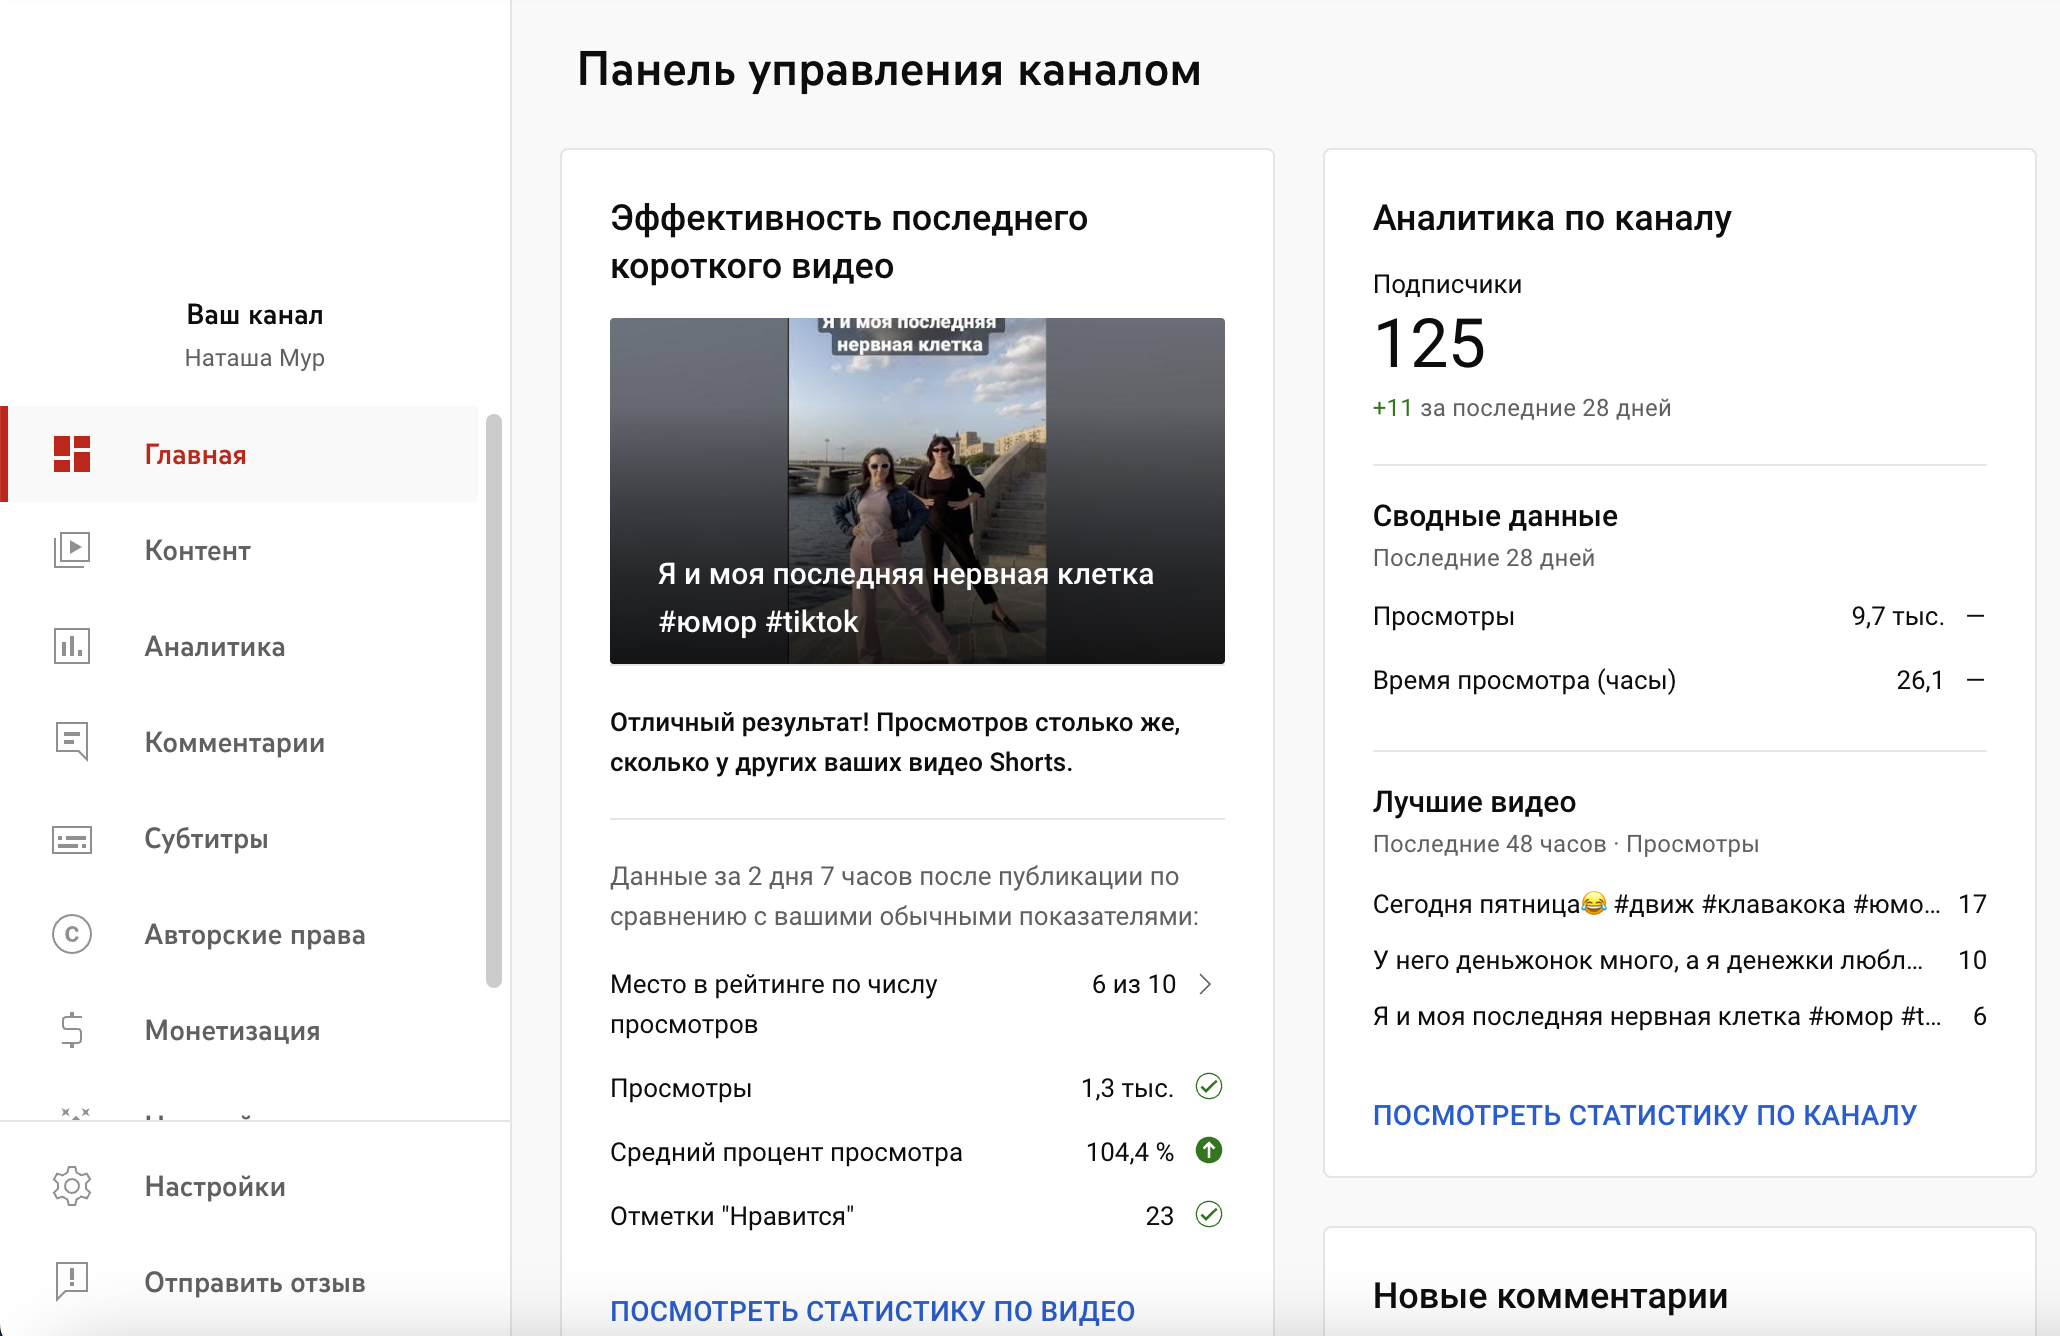 Панель управления каналом
Ваш канал
Наташа Мур
Главная
Контент
Аналитика
Комментарии
Субтитры
Авторские права
Монетизация
Настройки
Отправить отзыв
Эффективность последнего
короткого видео
Я и моя последняя
нервная клетка
Я и моя последняя нервная клетка
#юмор #tiktok
Отличный результат! Просмотров столько же,
сколько у других ваших видео Shorts.
Данные за 2 дня 7 часов после публикации по
сравнению с вашими обычными показателями:
Место в рейтинге по числу
просмотров
6 из 10
Просмотры 1,3 тыс.
Средний процент просмотра 104,4 %
Отметки "Нравится" 23
ПОСМОТРЕТЬ СТАТИСТИКУ ПО ВИДЕО
Аналитика по каналу
Подписчики
125
+11 за последние 28 дней
Сводные данные
Последние 28 дней
Просмотры 9,7 тыс. —
Время просмотра (часы) 26,1 —
Лучшие видео
Последние 48 часов · Просмотры
Сегодня пятница😂 #движ #клавакока #юмо... 17
У него деньжонок много, а я денежки любл... 10
Я и моя последняя нервная клетка #юмор #t... 6
ПОСМОТРЕТЬ СТАТИСТИКУ ПО КАНАЛУ
Новые комментарии